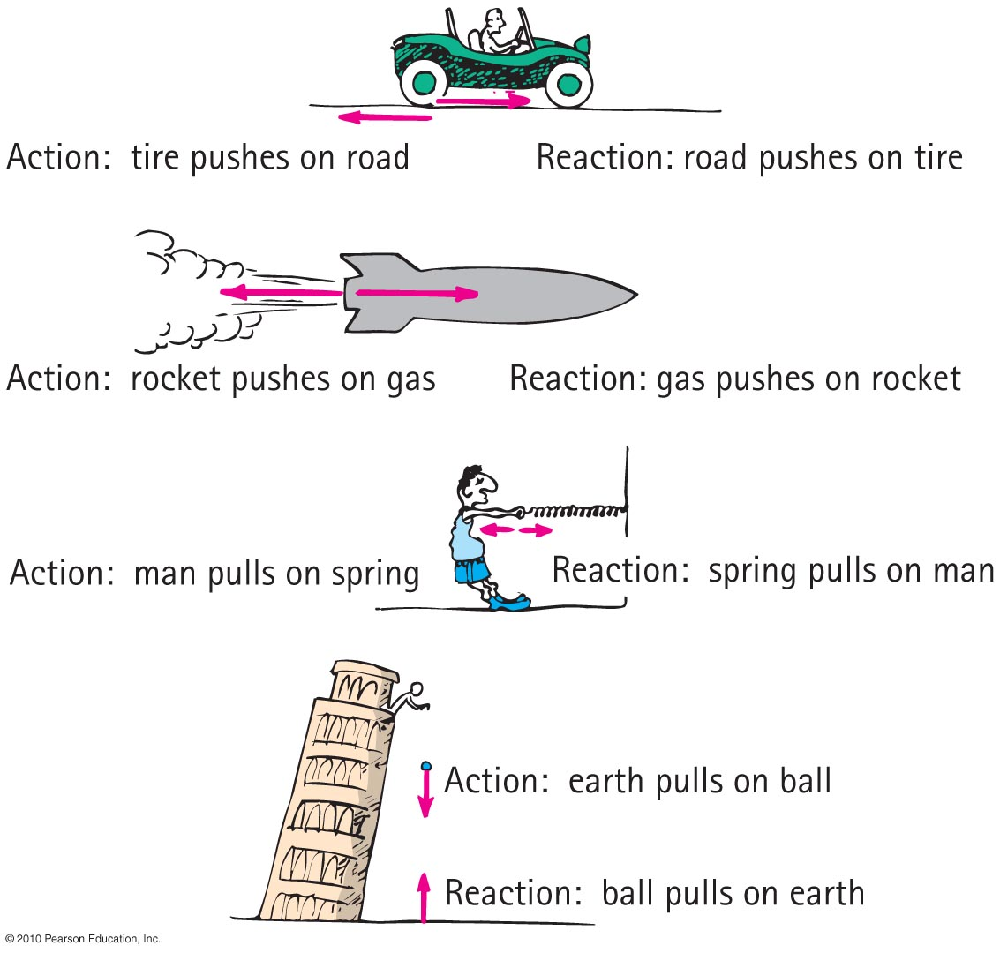 Action: tire pushes on road
Reaction: road pushes on tire
Action: rocket pushes on gas
Reaction: gas pushes on rocket
Action: man pulls on spring
Reaction: spring pulls on man
Action: earth pulls on ball
Reaction: ball pulls on earth
© 2010 Pearson Education, Inc.